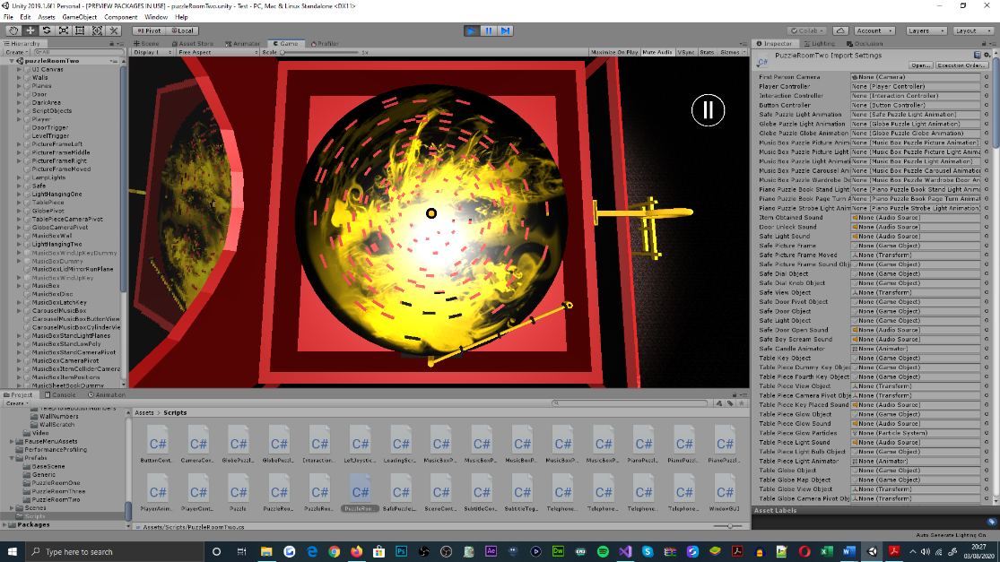 Unity 2019.1.6f1 Personal - [PREVIEW PACKAGES IN USE] - puzzleRoomTwo.unity - Test - PC, Mac & Linux Standalone <DX11>
File Edit Assets GameObject Component Window Help
Pivot Local Collab Account Layers Layout
Hierarchy
Create All
puzzleRoomTwo
UI Canvas
Walls
Planes
Door
DarkArea
ScriptObjects
Player
DoorTrigger
LevelTrigger
PictureFrameLeft
PictureFrameMiddle
PictureFrameRight
PictureFrameMoved
LampLights
Safe
LightHangingOne
TablePiece
GlobePivot
TablePieceCameraPivot
GlobeCameraPivot
MusicBoxWall
LightHangingTwo
MusicBoxWindUpKeyDummy
MusicBoxDummy
MusicBoxLidMirrorRunPlane
MusicBoxWindUpKey
MusicBox
MusicBoxDisc
MusicBoxLatchKey
CarouselMusicBox
CarouselMusicBoxButtonView
CarouselMusicBoxCylinderVie
MusicBoxStandLightPlanes
MusicBoxStandLowPoly
MusicBoxStandCameraPivot
MusicBoxCameraPivot
MusicBoxItemColliderCamera
MusicBoxItemPositions
MusicSheetBookDummy
Scene Asset Store Animator Game Profiler
Display 1 Free Aspect Scale 1x Maximize On Play Mute Audio VSync Stats Gizmos
Inspector Lighting Occlusion
PuzzleRoomTwo Import Settings
Open... Execution Order...
First Person Camera None (Camera)
Player Controller None (Player Controller)
Interaction Controller None (Interaction Controller)
Button Controller None (Button Controller)
Safe Puzzle Light Animation None (Safe Puzzle Light Animation)
Globe Puzzle Light Animation None (Globe Puzzle Light Animation)
Globe Puzzle Globe Animation None (Globe Puzzle Globe Animation)
Music Box Puzzle Picture Animation None (Music Box Puzzle Picture Animation)
Music Box Puzzle Light Animation None (Music Box Puzzle Light Animation)
Music Box Puzzle Carousel Animation None (Music Box Puzzle Carousel Animation)
Music Box Puzzle Wardrobe Door None (Music Box Puzzle Wardrobe Door An
Piano Puzzle Book Stand Light None (Piano Puzzle Book Stand Light Anim
Piano Puzzle Book Page Turn None (Piano Puzzle Book Page Turn Anim
Piano Puzzle Strobe Light None (Piano Puzzle Strobe Light Animation)
Item Obtained Sound None (Audio Source)
Door Unlock Sound None (Audio Source)
Safe Light Sound None (Audio Source)
Safe Picture Frame None (Game Object)
Safe Picture Frame Moved None (Transform)
Safe Picture Frame Sound Obj None (Game Object)
Safe Dial Object None (Game Object)
Safe Dial Knob Object None (Game Object)
Safe View Object None (Transform)
Safe Door Pivot Object None (Game Object)
Safe Door Object None (Game Object)
Safe Light Object None (Game Object)
Safe Door Open Sound None (Audio Source)
Safe Boy Scream Sound None (Audio Source)
Safe Candle Animator None (Animator)
Table Key Object None (Game Object)
Table Piece Dummy Key Objec None (Game Object)
Table Piece Fourth Key Object None (Game Object)
Table Piece View Object None (Transform)
Table Piece Camera Pivot Obj None (Transform)
Table Piece Key Placed Sound None (Audio Source)
Table Piece Glow Object None (Game Object)
Table Piece Glow Sound None (Audio Source)
Table Piece Glow Particles None (Particle System)
Table Piece Light Sound None (Audio Source)
Table Piece Light Bulb Object None (Game Object)
Table Piece Light Animator None (Animator)
Table Globe Object None (Game Object)
Table Globe Map Object None (Game Object)
Table Globe View Object None (Transform)
Table Globe Camera Pivot Obj None (Transform)
Asset Labels
Project Console Animation
Create
TelephoneButtonNumbers
WallNumbers
WallScratch
Video
PauseMenuAssets
PerformanceProfiling
Prefabs
BaseScene
Generic
PuzzleRoomOne
PuzzleRoomThree
PuzzleRoomTwo
Scenes
Scripts
Packages
Assets Scripts
ButtonCont... CameraCon... GlobePuzzl... GlobePuzzl... Interaction... LeftJoystic... LoadingScr... MusicBoxP... MusicBoxP... MusicBoxP... MusicBoxP... MusicBoxP... PianoPuzzl... PianoPuzzl... PianoPuzzl...
PlayerAnim... PlayerCont... Puzzle PuzzleRoo... PuzzleRoo... PuzzleRoo... SafePuzzle... SceneCont... SubtitleCon... SubtitleTog... Telephone... Telephone... Telephone... Telephone... WindowGUI
Assets/Scripts/PuzzleRoomTwo.cs
Auto Generate Lighting On
Type here to search
20:27
03/08/2020